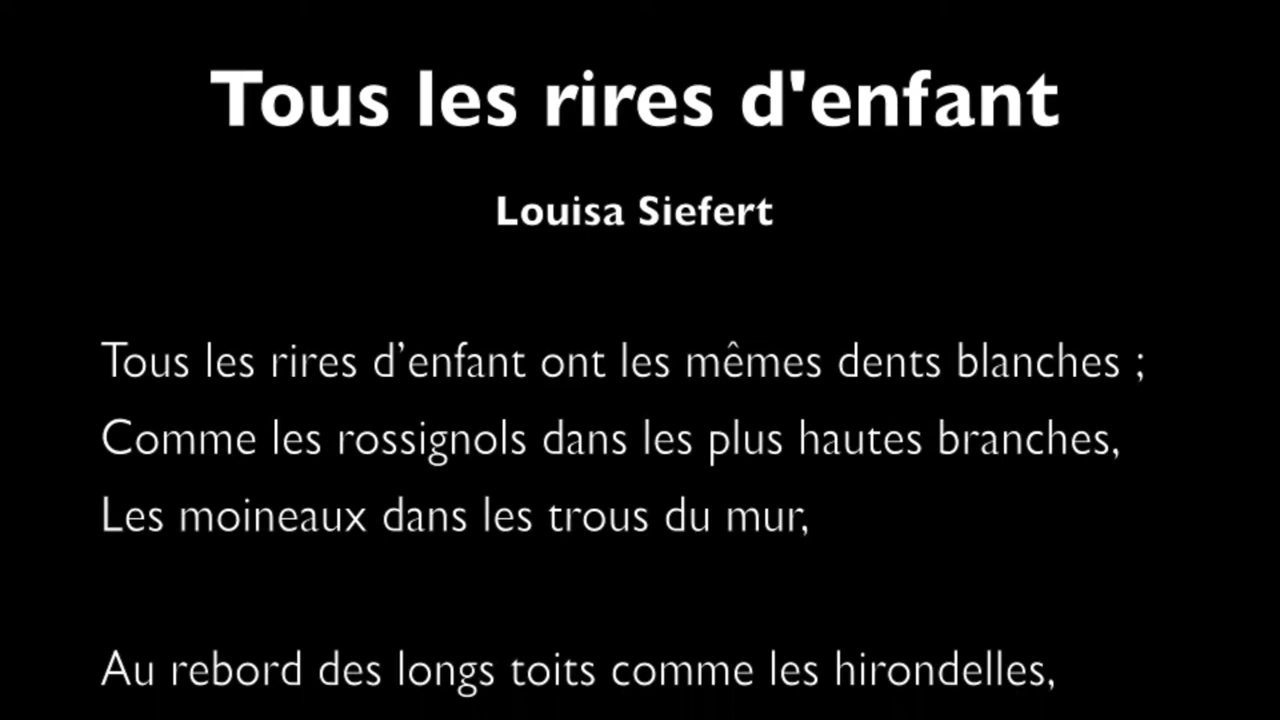 Tous les rires d'enfant
Louisa Siefert
Tous les rires d’enfant ont les mêmes dents blanches ;
Comme les rossignols dans les plus hautes branches,
Les moineaux dans les trous du mur,
Au rebord des longs toits comme les hirondelles,